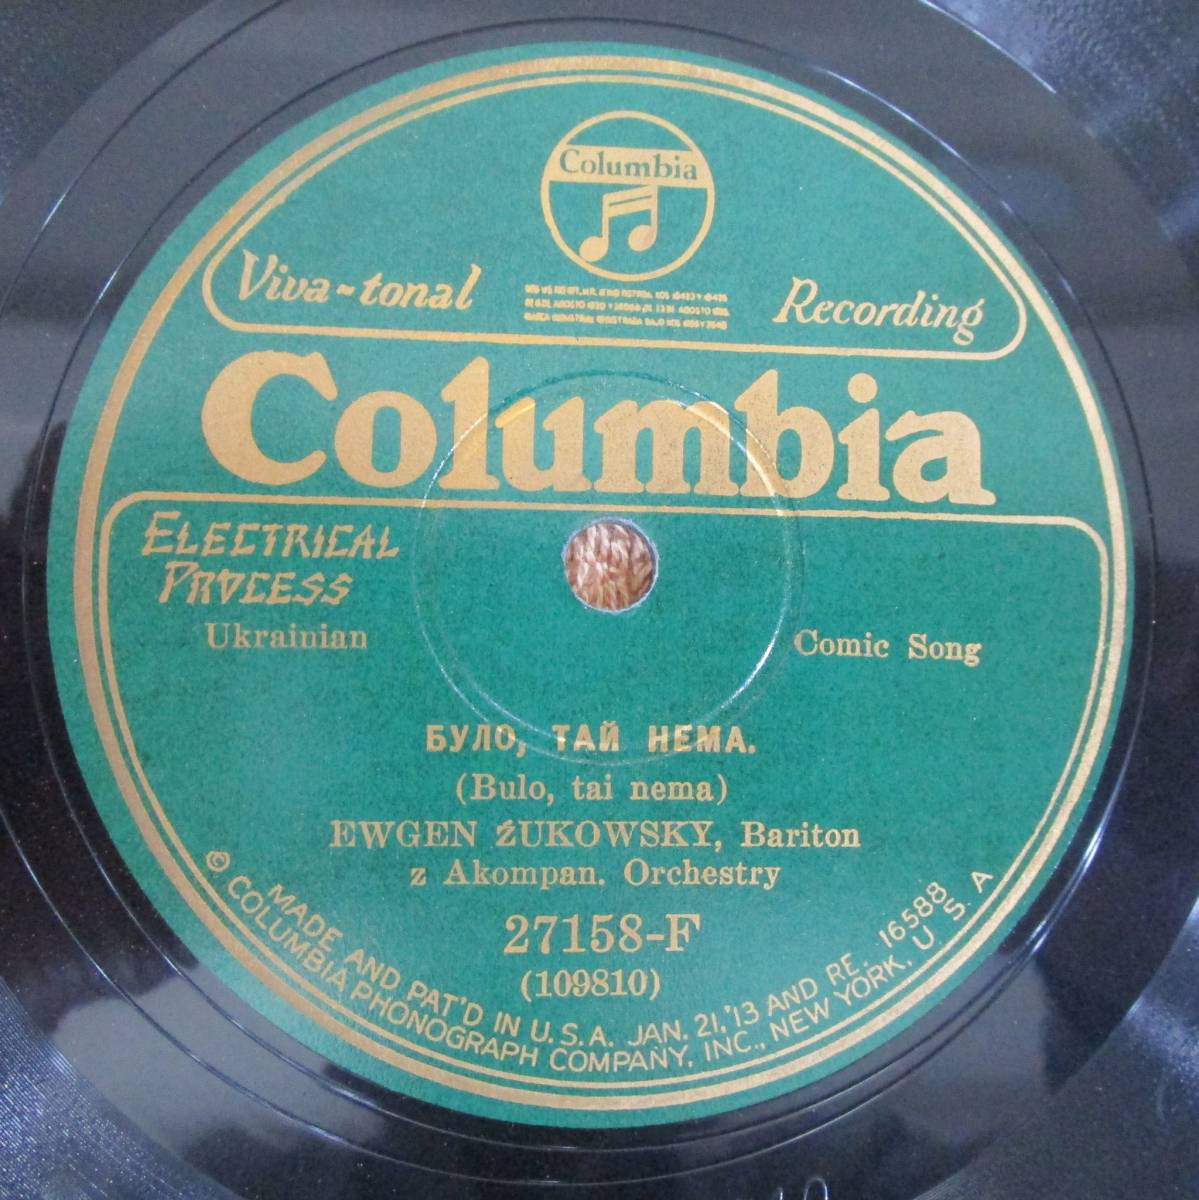 Columbia
Viva-tonal Recording
Columbia
ELECTRICAL
PROCESS
Ukrainian Comic Song
БУЛО, ТАЙ НЕМА.
(Bulo, tai nema)
EWGEN ŹUKOWSKY, Bariton
z Akompan. Orchestry
27158-F
(109810)
MADE AND PAT'D IN U.S.A. JAN. 21, '13 AND RE. 16588
© COLUMBIA PHONOGRAPH COMPANY, INC., NEW YORK, U.S.A